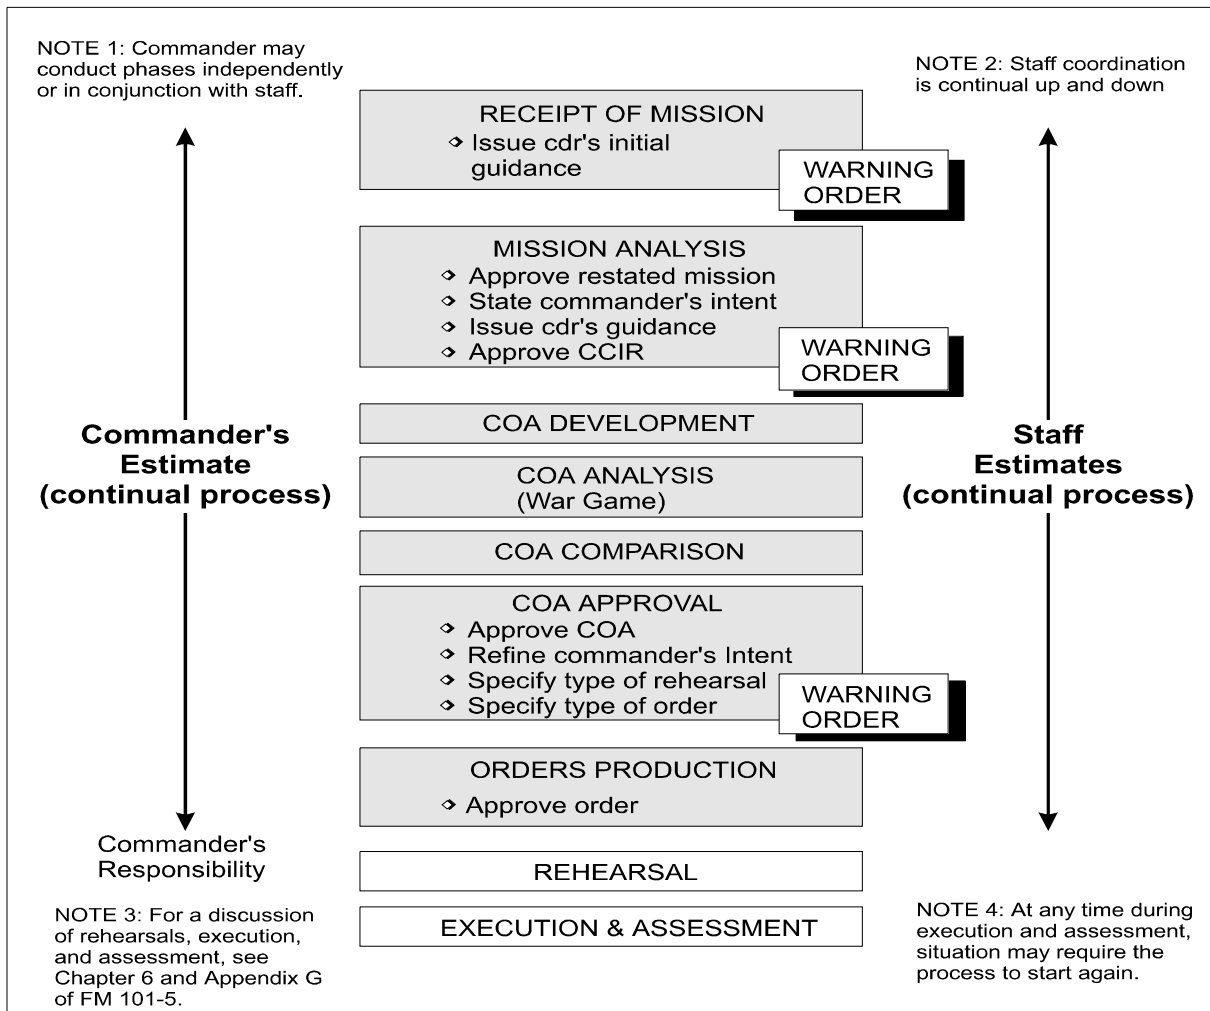 NOTE 1: Commander may
conduct phases independently
or in conjunction with staff.
NOTE 2: Staff coordination
is continual up and down
RECEIPT OF MISSION
Issue cdr's initial
guidance
WARNING
ORDER
MISSION ANALYSIS
Approve restated mission
State commander's intent
Issue cdr's guidance
Approve CCIR
WARNING
ORDER
Commander's
Estimate
(continual process)
COA DEVELOPMENT
COA ANALYSIS
(War Game)
COA COMPARISON
Staff
Estimates
(continual process)
COA APPROVAL
Approve COA
Refine commander's Intent
Specify type of rehearsal
Specify type of order
WARNING
ORDER
ORDERS PRODUCTION
Approve order
Commander's
Responsibility
REHEARSAL
EXECUTION & ASSESSMENT
NOTE 3: For a discussion
of rehearsals, execution,
and assessment, see
Chapter 6 and Appendix G
of FM 101-5.
NOTE 4: At any time during
execution and assessment,
situation may require the
process to start again.